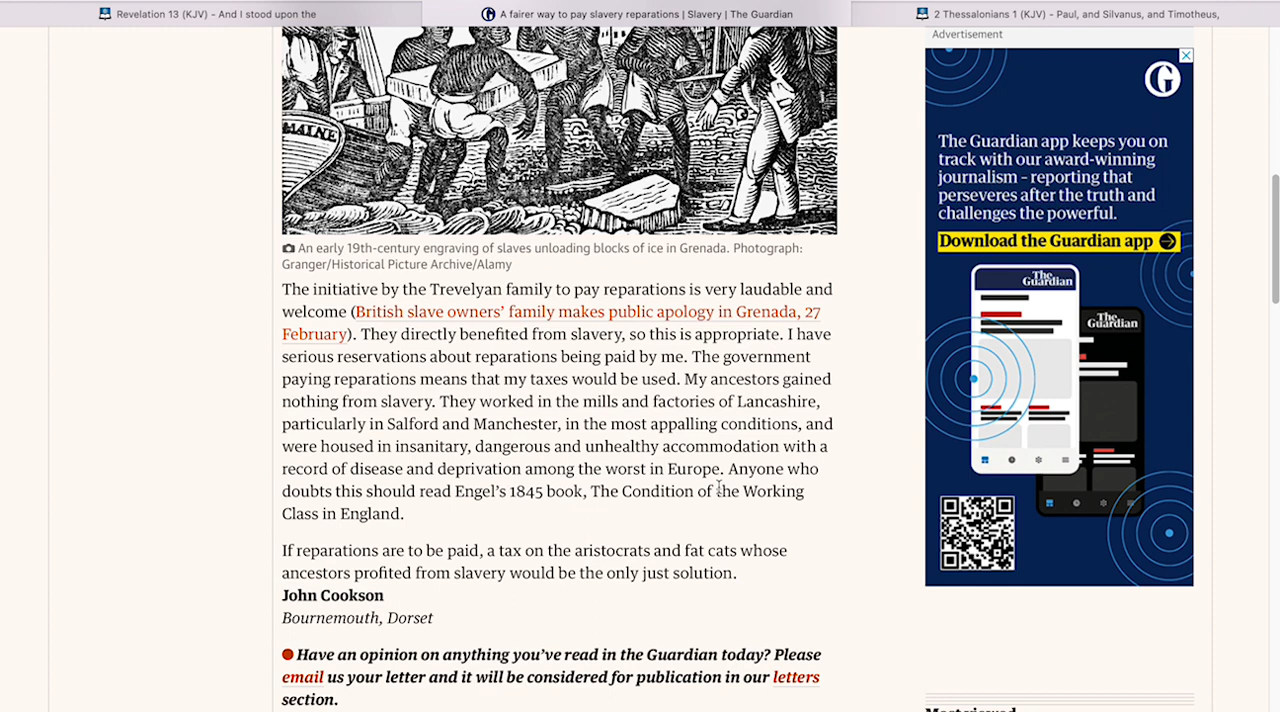 Revelation 13 (KJV) - And I stood upon the
A fairer way to pay slavery reparations | Slavery | The Guardian
2 Thessalonians 1 (KJV) - Paul, and Silvanus, and Timotheus,
MAINE
An early 19th-century engraving of slaves unloading blocks of ice in Grenada. Photograph:
Granger/Historical Picture Archive/Alamy
The initiative by the Trevelyan family to pay reparations is very laudable and
welcome (British slave owners’ family makes public apology in Grenada, 27
February). They directly benefited from slavery, so this is appropriate. I have
serious reservations about reparations being paid by me. The government
paying reparations means that my taxes would be used. My ancestors gained
nothing from slavery. They worked in the mills and factories of Lancashire,
particularly in Salford and Manchester, in the most appalling conditions, and
were housed in insanitary, dangerous and unhealthy accommodation with a
record of disease and deprivation among the worst in Europe. Anyone who
doubts this should read Engel’s 1845 book, The Condition of the Working
Class in England.
If reparations are to be paid, a tax on the aristocrats and fat cats whose
ancestors profited from slavery would be the only just solution.
John Cookson
Bournemouth, Dorset
Have an opinion on anything you’ve read in the Guardian today? Please
email us your letter and it will be considered for publication in our letters
section.
Advertisement
The Guardian app keeps you on
track with our award-winning
journalism – reporting that
perseveres after the truth and
challenges the powerful.
Download the Guardian app
The
Guardian
The
Guardian
Most viewed